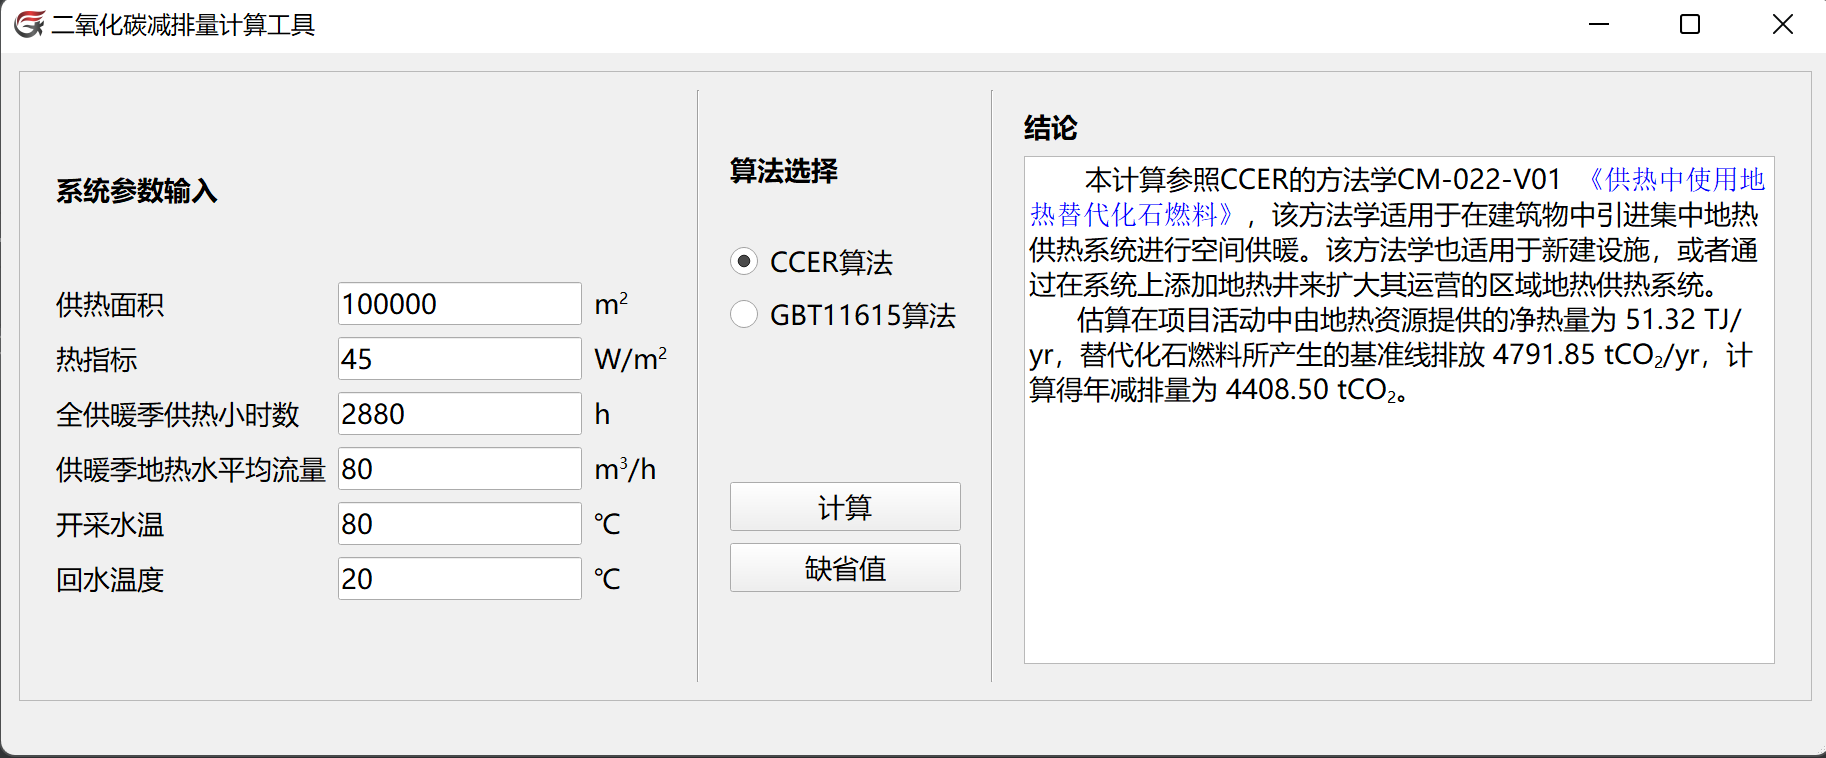 二氧化碳减排量计算工具
系统参数输入
供热面积 100000 m²
热指标 45 W/m²
全供暖季供热小时数 2880 h
供暖季地热水平均流量 80 m³/h
开采水温 80 ℃
回水温度 20 ℃
算法选择
CCER算法
GBT11615算法
计算
缺省值
结论
本计算参照CCER的方法学CM-022-V01 《供热中使用地
热替代化石燃料》，该方法学适用于在建筑物中引进集中地热
供热系统进行空间供暖。该方法学也适用于新建设施，或者通
过在系统上添加地热井来扩大其运营的区域地热供热系统。
估算在项目活动中由地热资源提供的净热量为 51.32 TJ/
yr，替代化石燃料所产生的基准线排放 4791.85 tCO₂/yr，计
算得年减排量为 4408.50 tCO₂。